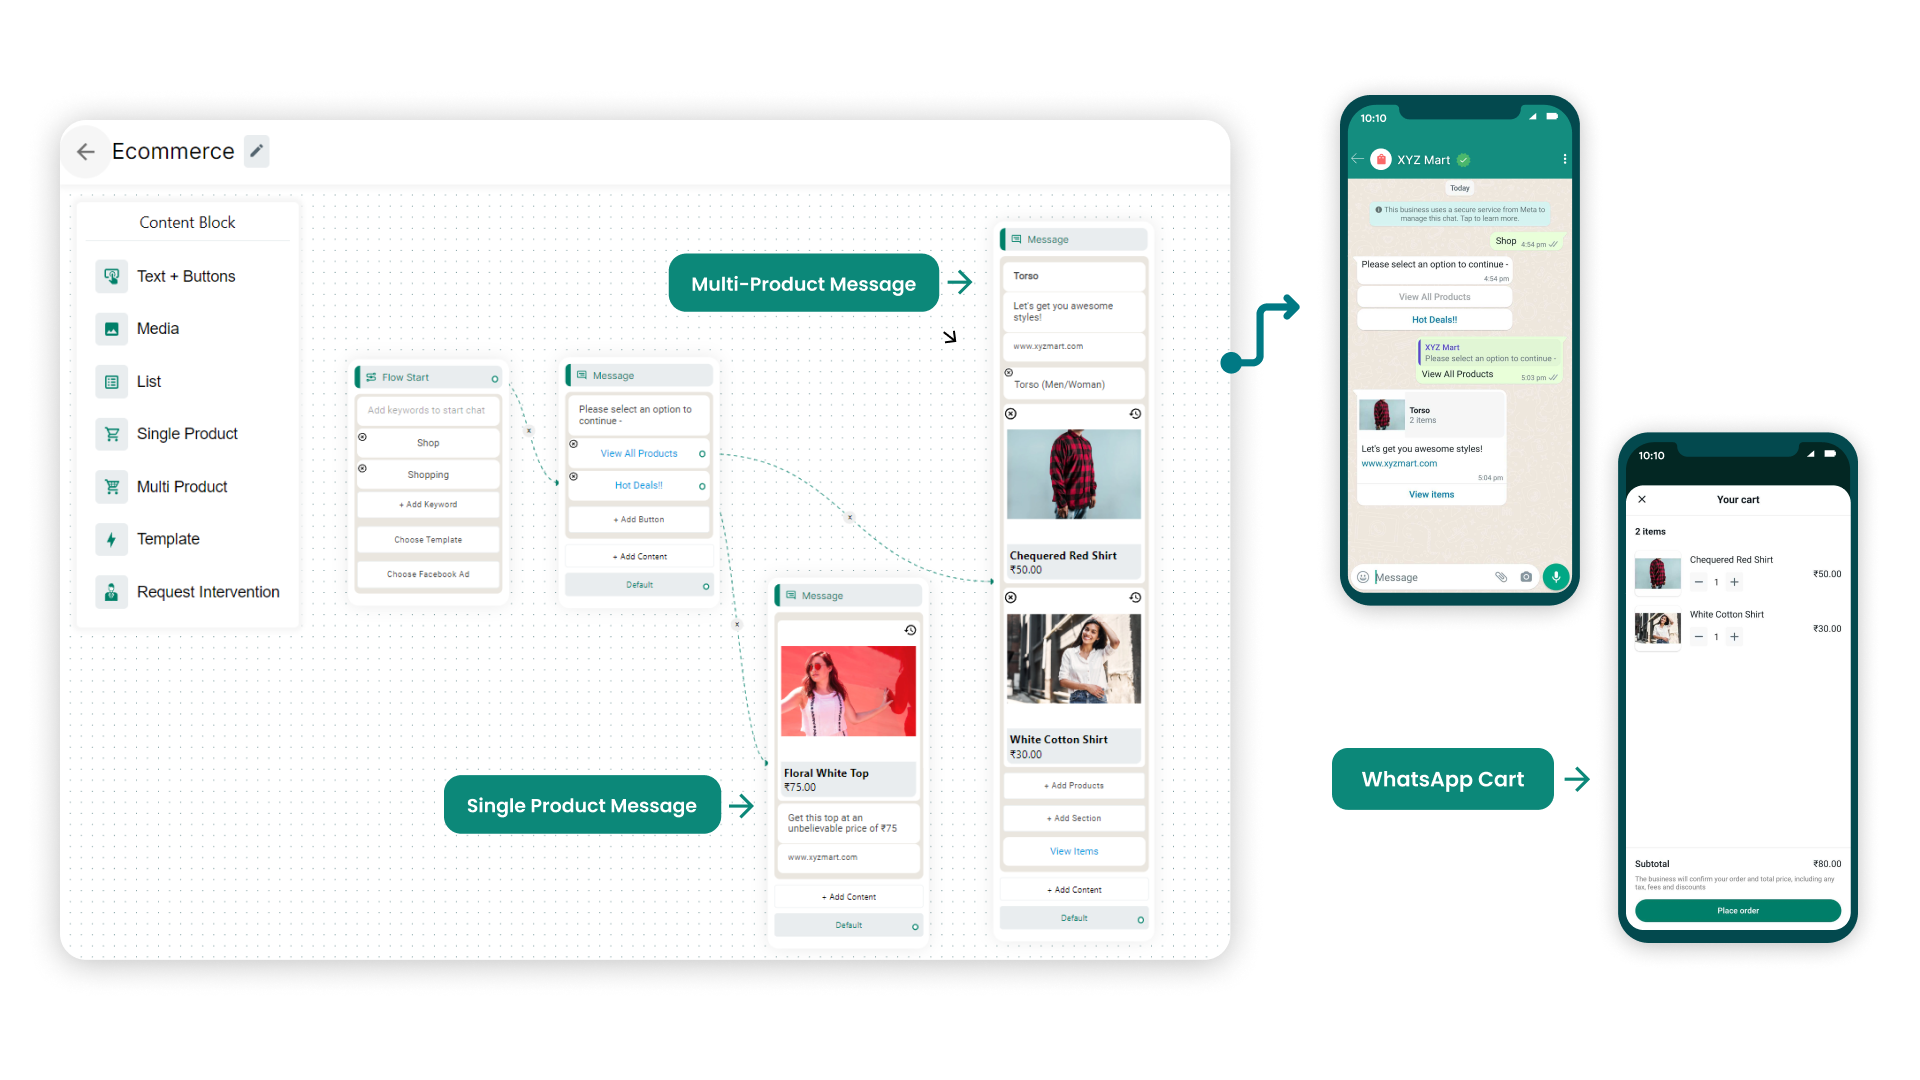 Ecommerce
Content Block
Text + Buttons
Media
List
Single Product
Multi Product
Template
Request Intervention
Flow Start
Add keywords to start chat
Shop
Shopping
+ Add Keyword
Choose Template
Choose Facebook Ad
Message
Please select an option to
continue -
View All Products
Hot Deals!!
+ Add Button
+ Add Content
Default
Single Product Message
Message
Floral White Top
₹75.00
Get this top at an
unbelievable price of ₹75
www.xyzmart.com
+ Add Content
Default
Multi-Product Message
Message
Torso
Let's get you awesome
styles!
www.xyzmart.com
Torso (Men/Woman)
Chequered Red Shirt
₹50.00
White Cotton Shirt
₹30.00
+ Add Products
+ Add Section
View Items
+ Add Content
Default
10:10
XYZ Mart
Today
This business uses a secure service from Meta to
manage this chat. Tap to learn more.
Shop 4:54 pm
Please select an option to continue -
4:54 pm
View All Products
Hot Deals!!
XYZ Mart
Please select an option to continue -
View All Products 5:03 pm
Torso
2 items
Let's get you awesome styles!
www.xyzmart.com
5:04 pm
View items
Message
WhatsApp Cart
10:10
Your cart
2 items
Chequered Red Shirt
1
₹50.00
White Cotton Shirt
1
₹30.00
Subtotal ₹80.00
The business will confirm your order and total price, including any
tax, fees and discounts
Place order